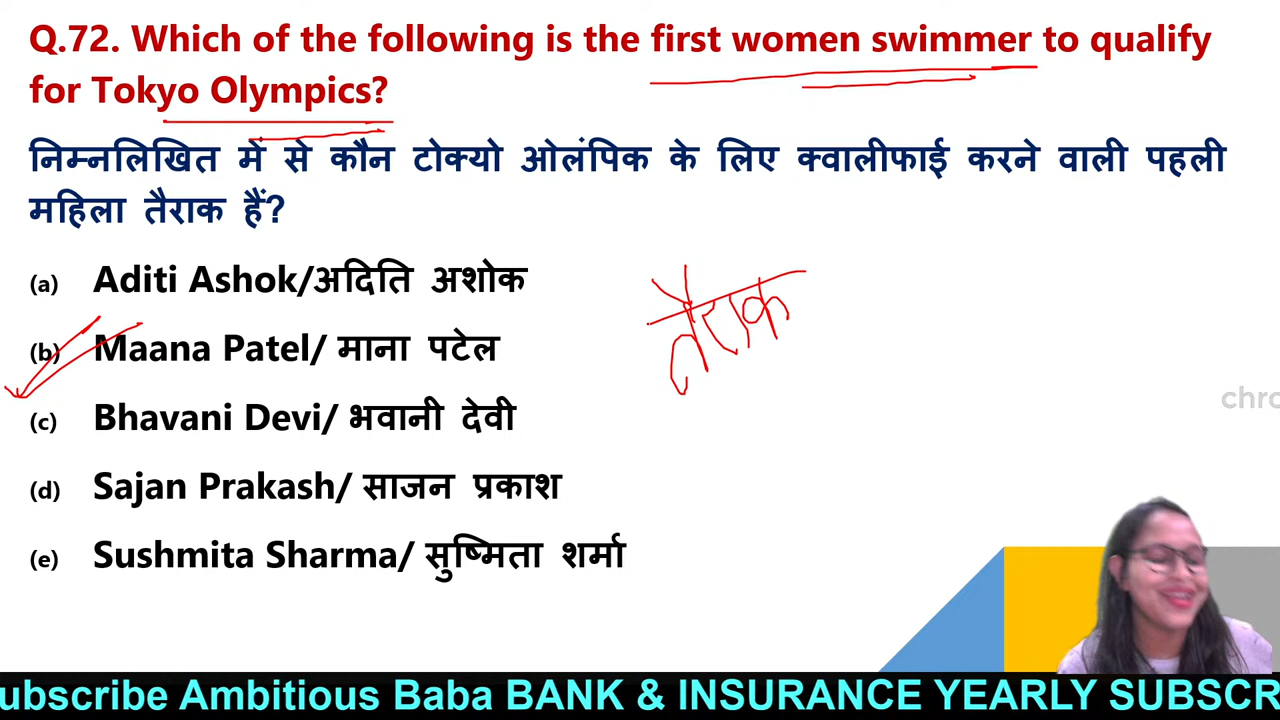 Q.72. Which of the following is the first women swimmer to qualify
for Tokyo Olympics?
निम्नलिखित में से कौन टोक्यो ओलंपिक के लिए क्वालीफाई करने वाली पहली
महिला तैराक हैं?
(a) Aditi Ashok/अदिति अशोक
तैराक
(b) Maana Patel/ माना पटेल
(c) Bhavani Devi/ भवानी देवी
chro
(d) Sajan Prakash/ साजन प्रकाश
(e) Sushmita Sharma/ सुष्मिता शर्मा
ubscribe Ambitious Baba BANK & INSURANCE YEARLY SUBSCR